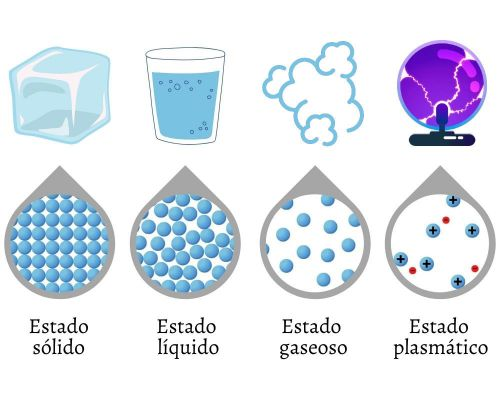 Estado
sólido
Estado
líquido
Estado
gaseoso
Estado
plasmático